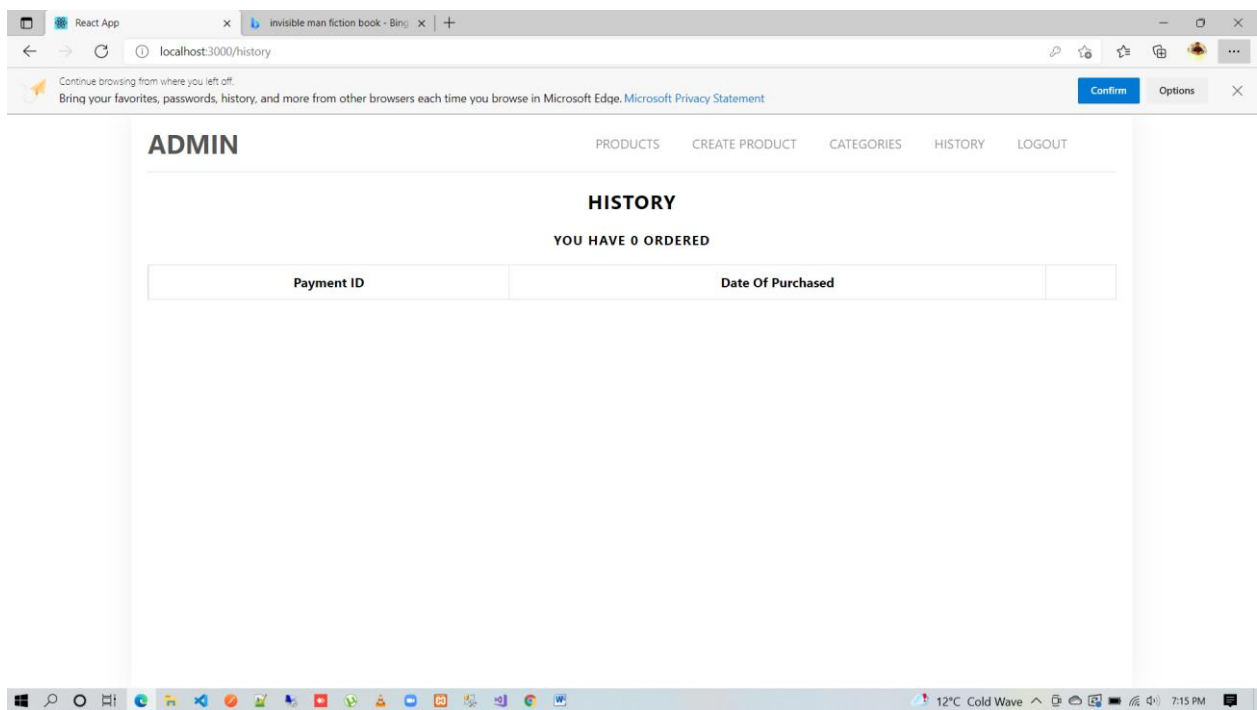 React App
invisible man fiction book - Bing
localhost:3000/history
Continue browsing from where you left off.
Bring your favorites, passwords, history, and more from other browsers each time you browse in Microsoft Edge. Microsoft Privacy Statement
Confirm
Options
ADMIN
PRODUCTS CREATE PRODUCT CATEGORIES HISTORY LOGOUT
HISTORY
YOU HAVE 0 ORDERED
Payment ID Date Of Purchased
12°C Cold Wave 7:15 PM